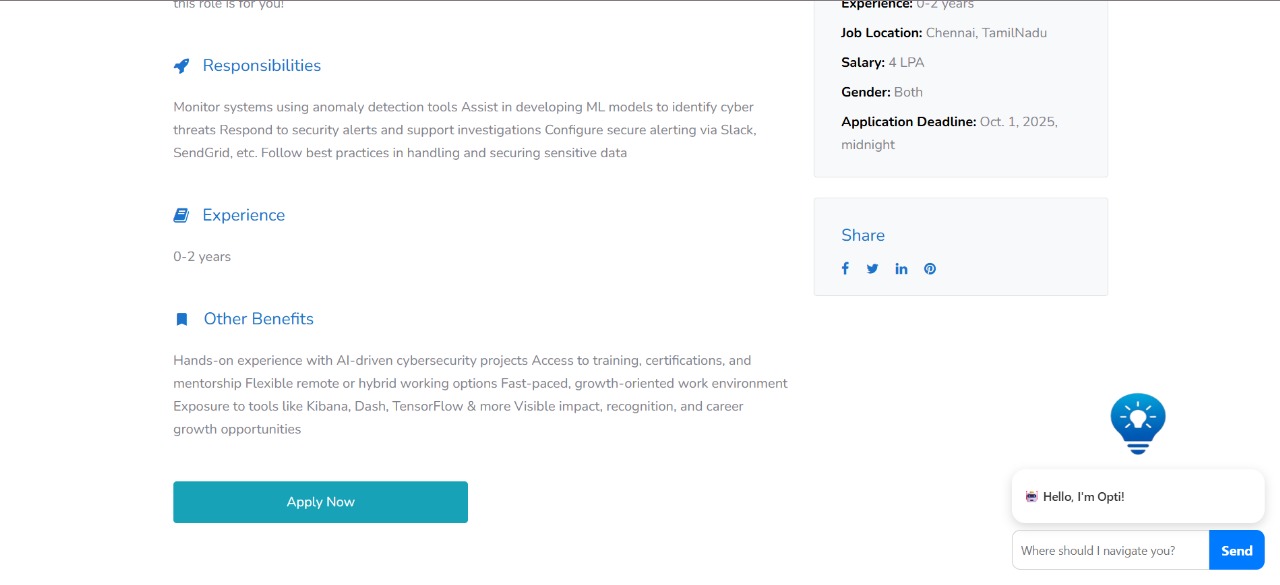 this role is for you!
Responsibilities
Monitor systems using anomaly detection tools Assist in developing ML models to identify cyber
threats Respond to security alerts and support investigations Configure secure alerting via Slack,
SendGrid, etc. Follow best practices in handling and securing sensitive data
Experience
0-2 years
Other Benefits
Hands-on experience with AI-driven cybersecurity projects Access to training, certifications, and
mentorship Flexible remote or hybrid working options Fast-paced, growth-oriented work environment
Exposure to tools like Kibana, Dash, TensorFlow & more Visible impact, recognition, and career
growth opportunities
Apply Now
Experience: 0-2 years
Job Location: Chennai, TamilNadu
Salary: 4 LPA
Gender: Both
Application Deadline: Oct. 1, 2025,
midnight
Share
Hello, I'm Opti!
Where should I navigate you?
Send